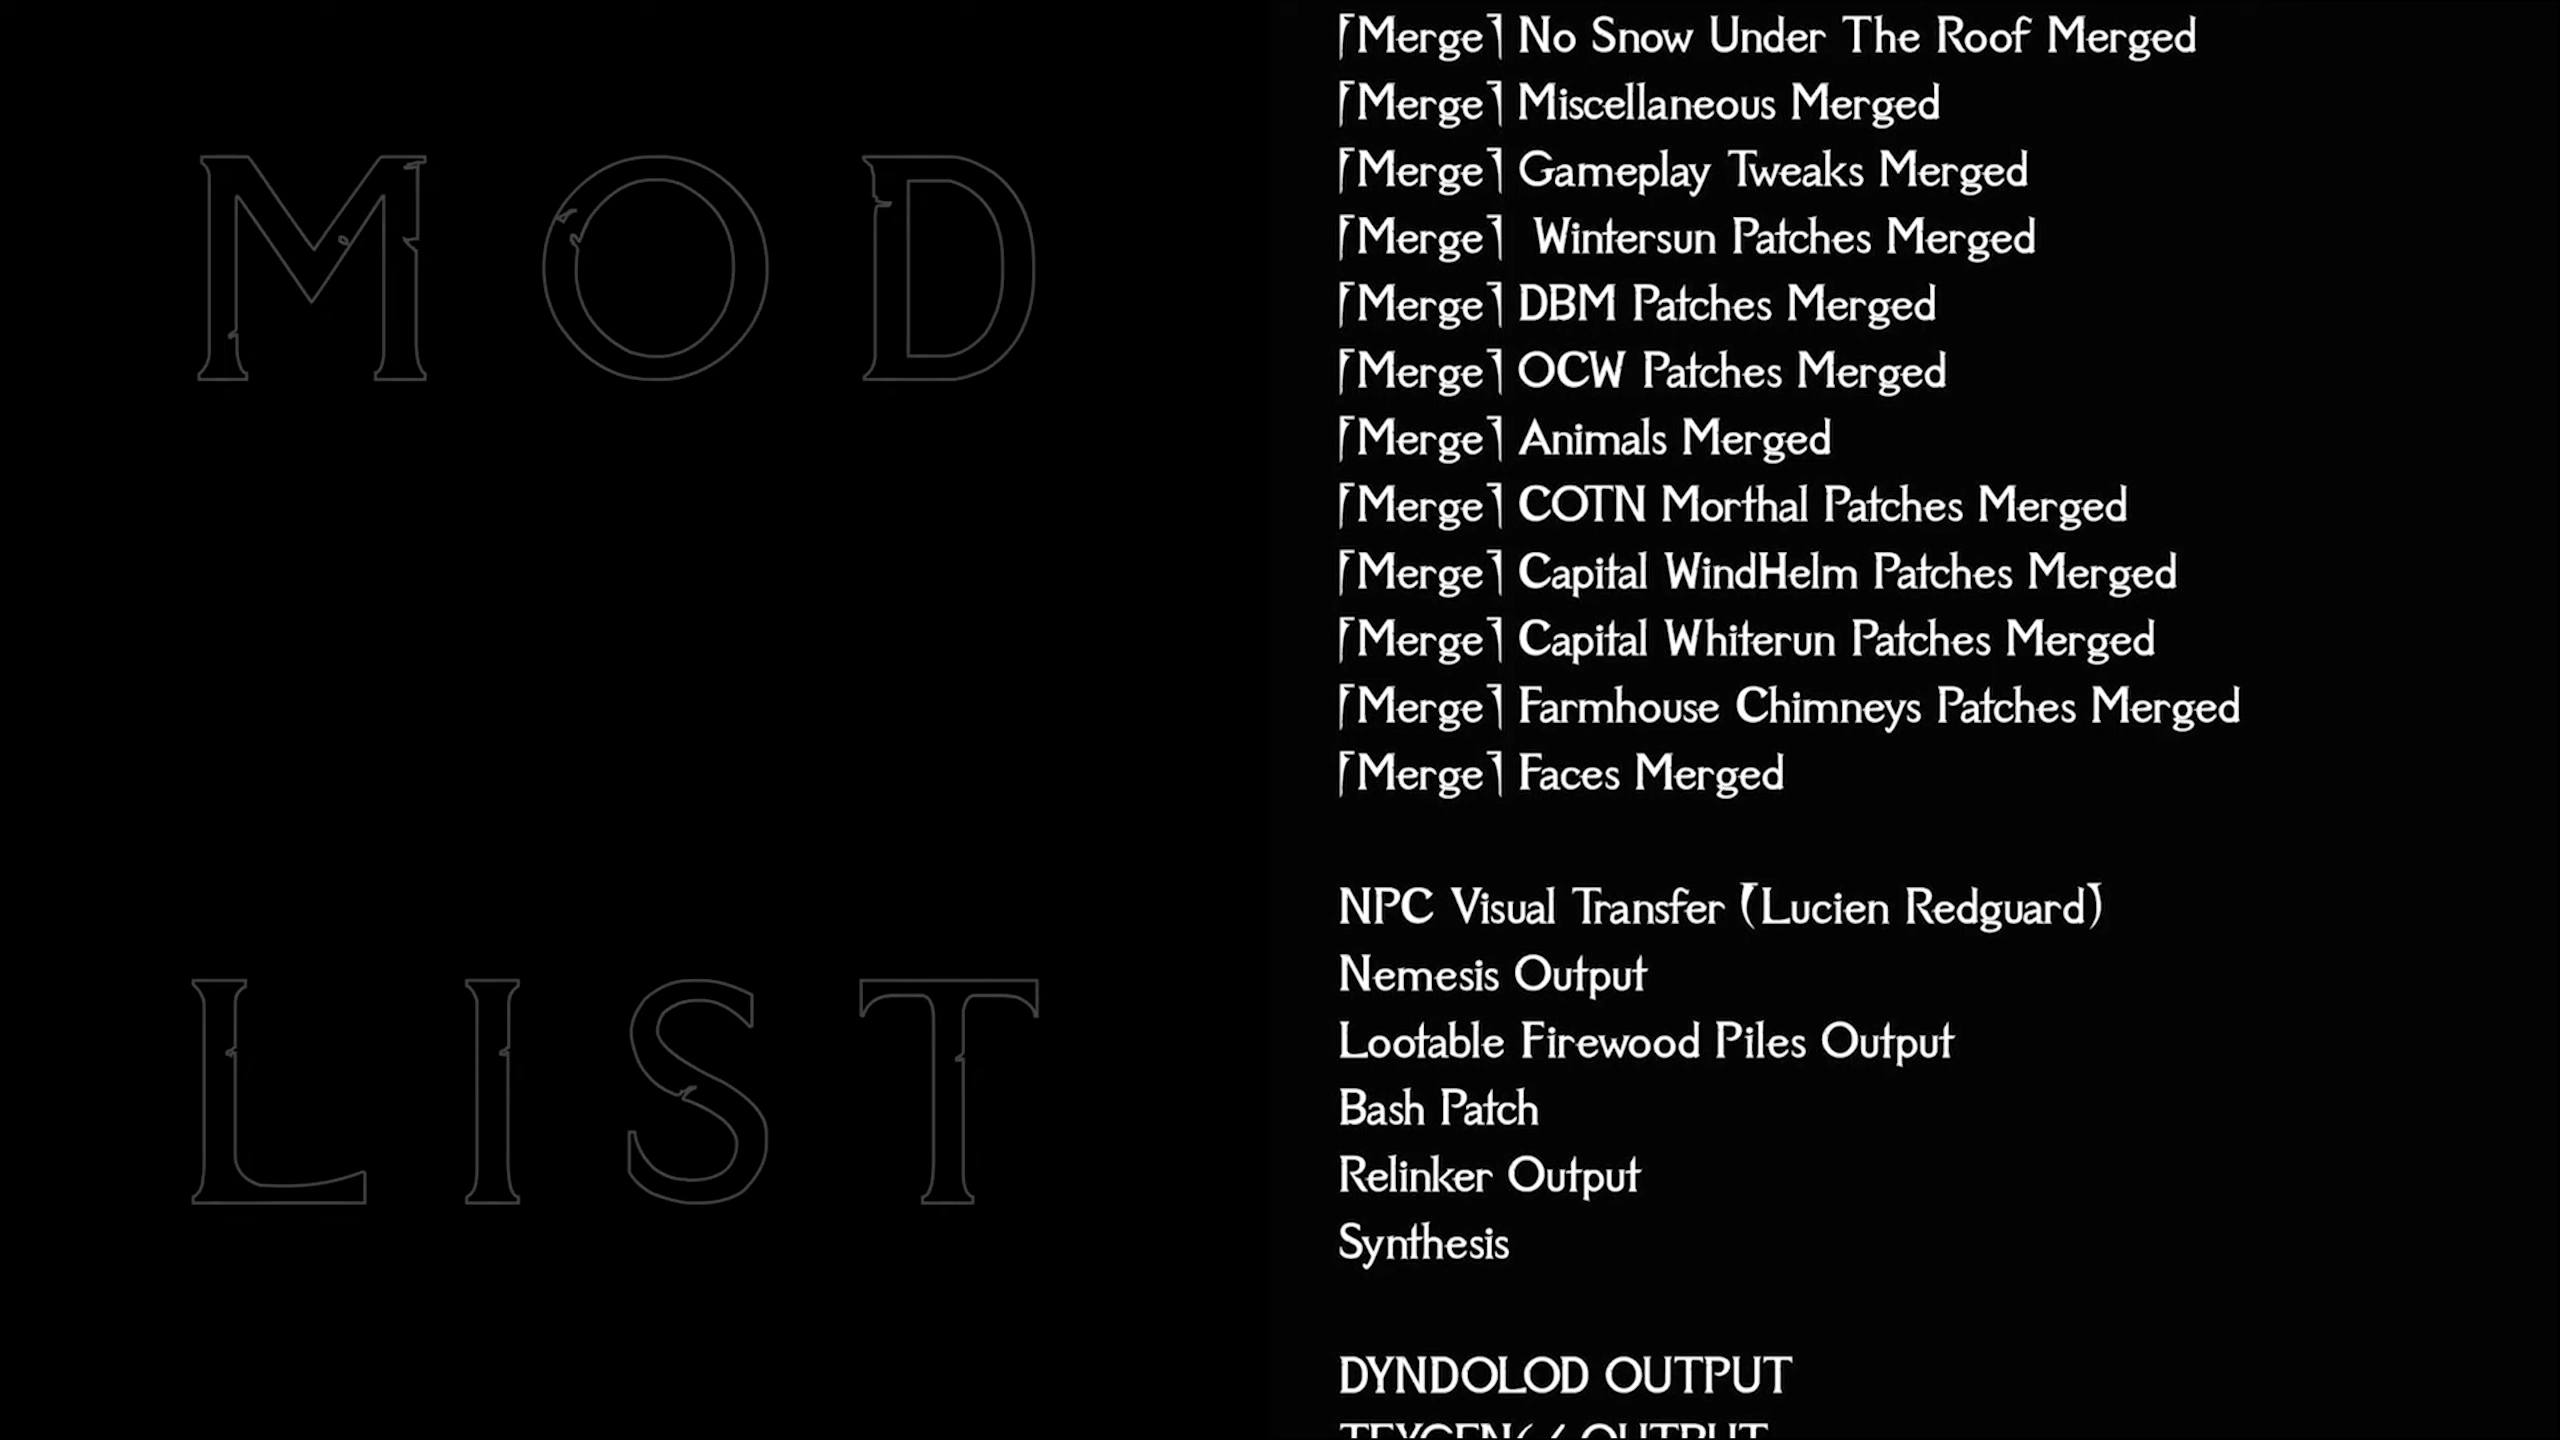 MOD
LIST
[Merge] No Snow Under The Roof Merged
[Merge] Miscellaneous Merged
[Merge] Gameplay Tweaks Merged
[Merge]  Wintersun Patches Merged
[Merge] DBM Patches Merged
[Merge] OCW Patches Merged
[Merge] Animals Merged
[Merge] COTN Morthal Patches Merged
[Merge] Capital WindHelm Patches Merged
[Merge] Capital Whiterun Patches Merged
[Merge] Farmhouse Chimneys Patches Merged
[Merge] Faces Merged
NPC Visual Transfer (Lucien Redguard)
Nemesis Output
Lootable Firewood Piles Output
Bash Patch
Relinker Output
Synthesis
DYNDOLOD OUTPUT
OUTPUT